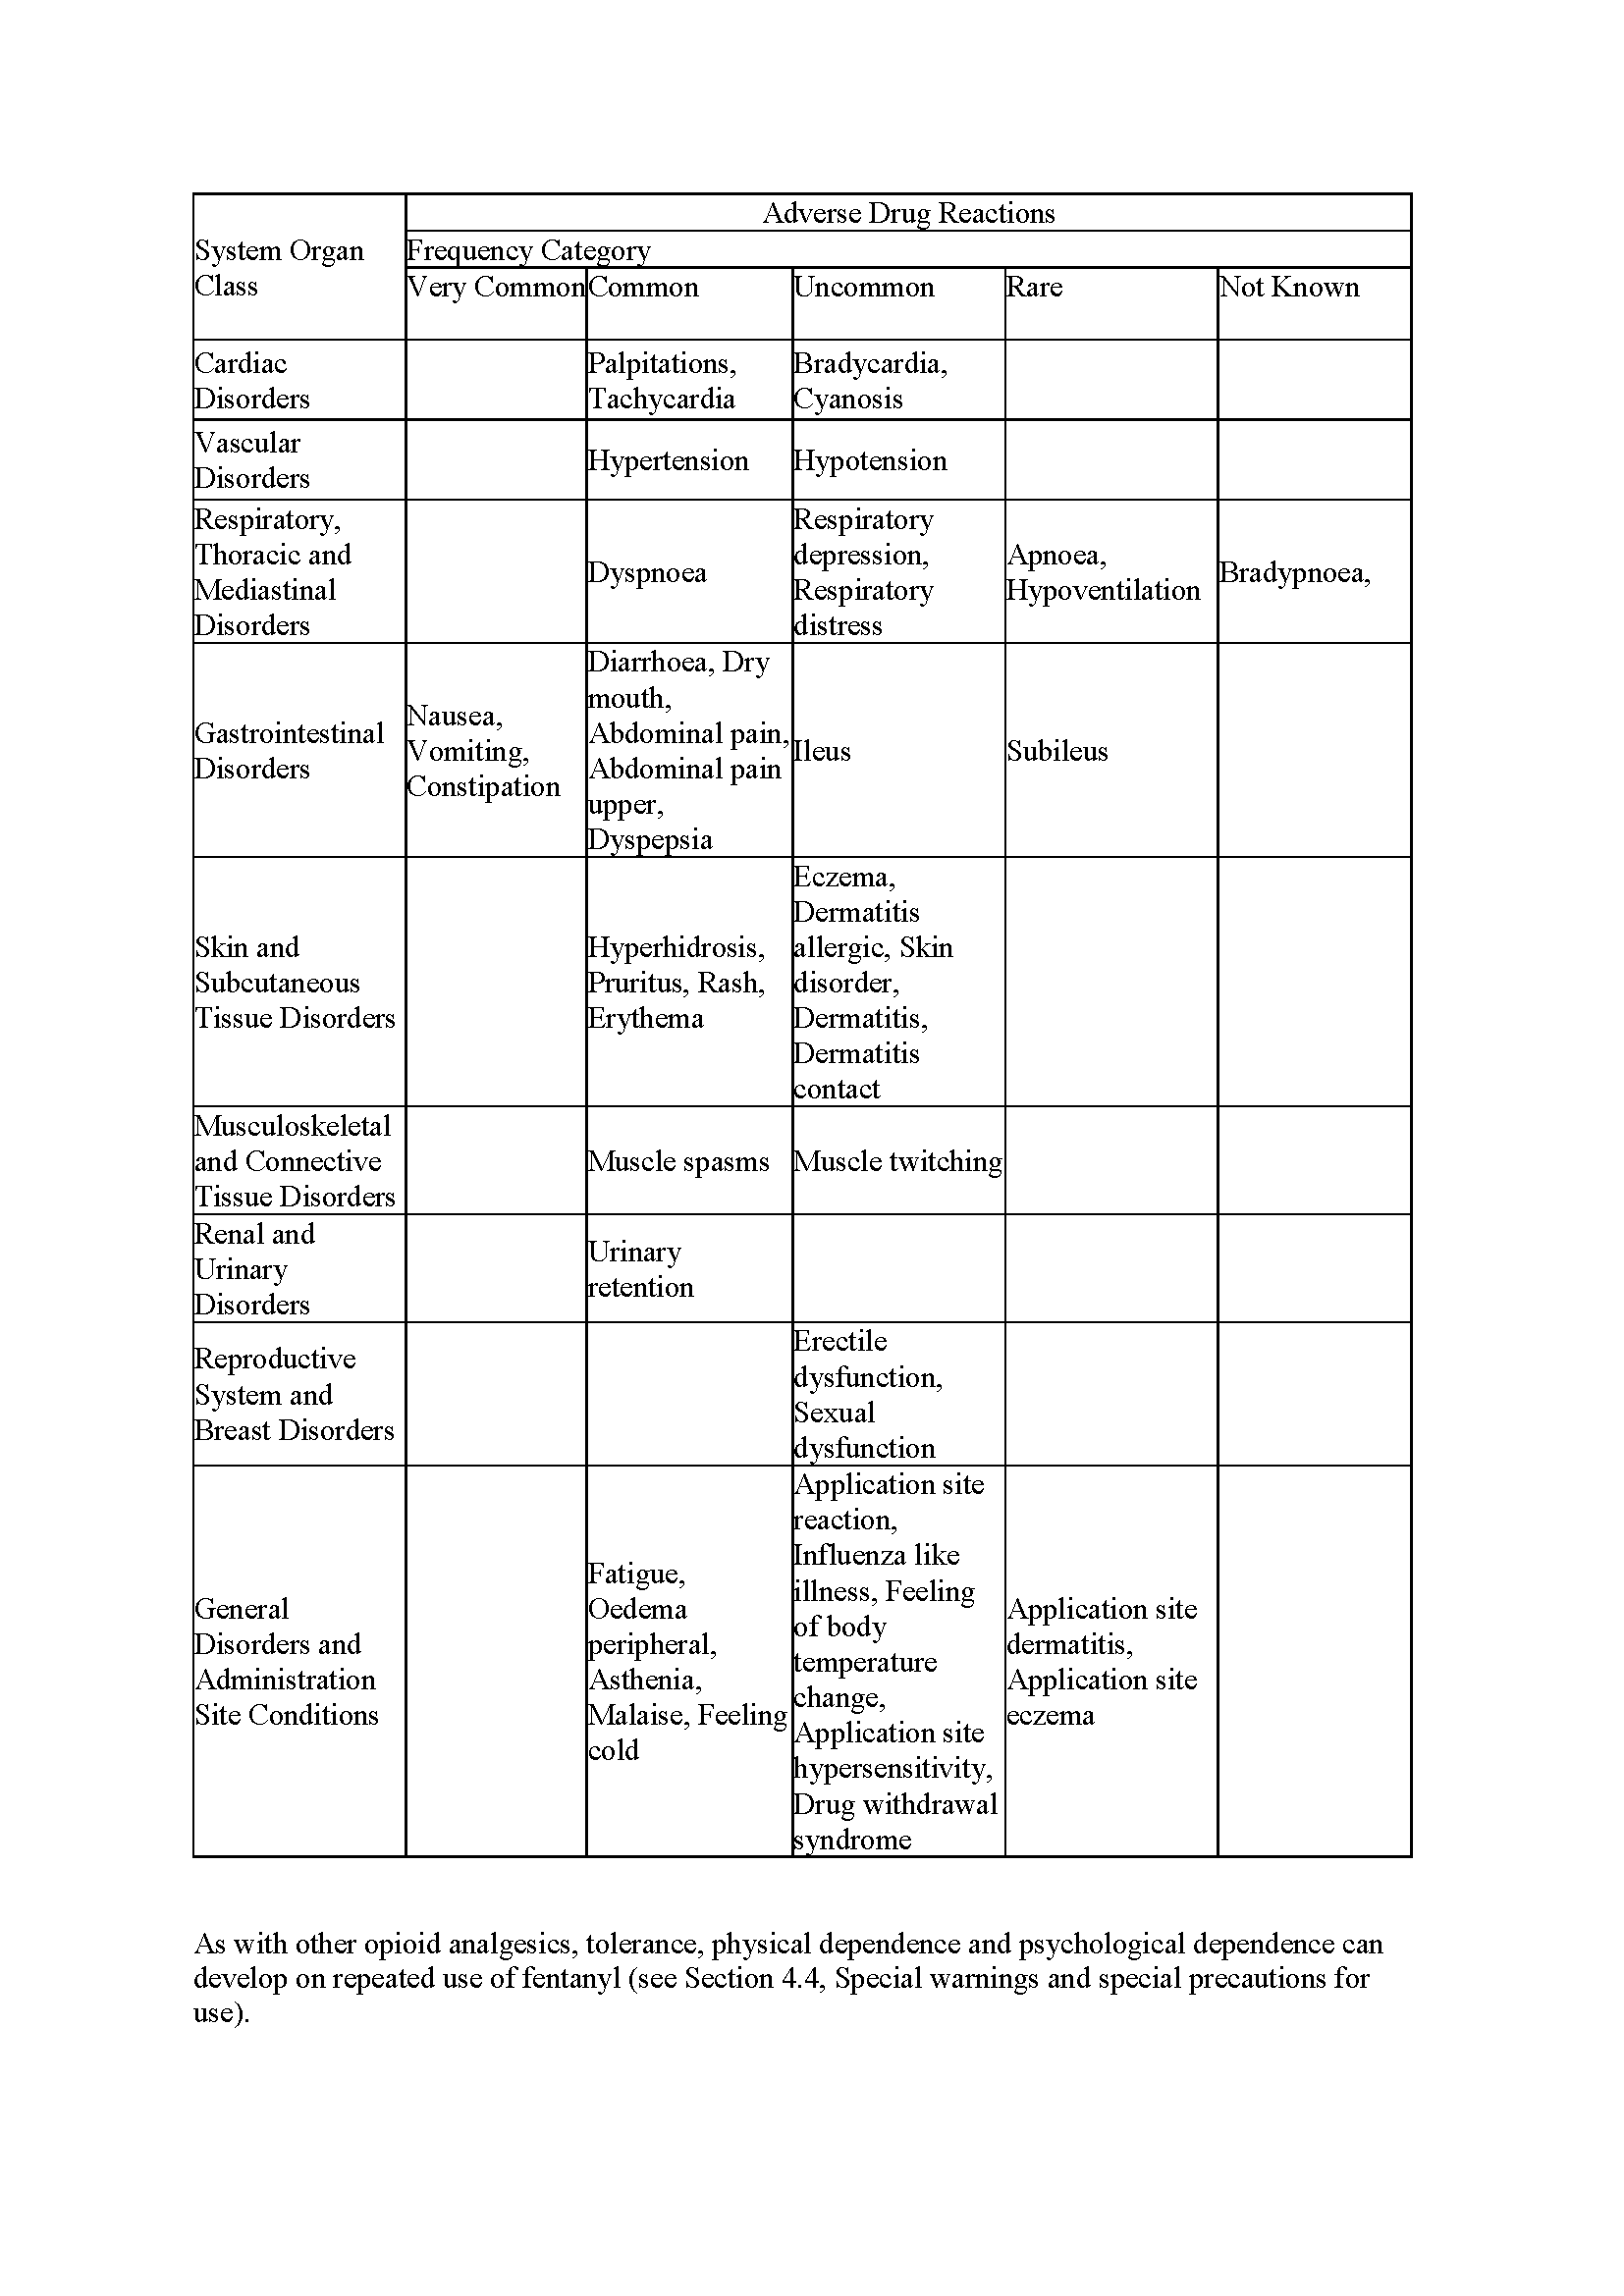 Adverse Drug Reactions
System Organ
Class
Frequency Category
Very Common
Common
Uncommon
Rare
Not Known
Cardiac
Disorders
Palpitations,
Tachycardia
Bradycardia,
Cyanosis
Vascular
Disorders
Hypertension
Hypotension
Respiratory,
Thoracic and
Mediastinal
Disorders
Dyspnoea
Respiratory
depression,
Respiratory
distress
Apnoea,
Hypoventilation
Bradypnoea,
Gastrointestinal
Disorders
Nausea,
Vomiting,
Constipation
Diarrhoea, Dry
mouth,
Abdominal pain,
Abdominal pain
upper,
Dyspepsia
Ileus
Subileus
Skin and
Subcutaneous
Tissue Disorders
Hyperhidrosis,
Pruritus, Rash,
Erythema
Eczema,
Dermatitis
allergic, Skin
disorder,
Dermatitis,
Dermatitis
contact
Musculoskeletal
and Connective
Tissue Disorders
Muscle spasms
Muscle twitching
Renal and
Urinary
Disorders
Urinary
retention
Reproductive
System and
Breast Disorders
Erectile
dysfunction,
Sexual
dysfunction
General
Disorders and
Administration
Site Conditions
Fatigue,
Oedema
peripheral,
Asthenia,
Malaise, Feeling
cold
Application site
reaction,
Influenza like
illness, Feeling
of body
temperature
change,
Application site
hypersensitivity,
Drug withdrawal
syndrome
Application site
dermatitis,
Application site
eczema
As with other opioid analgesics, tolerance, physical dependence and psychological dependence can
develop on repeated use of fentanyl (see Section 4.4, Special warnings and special precautions for
use).